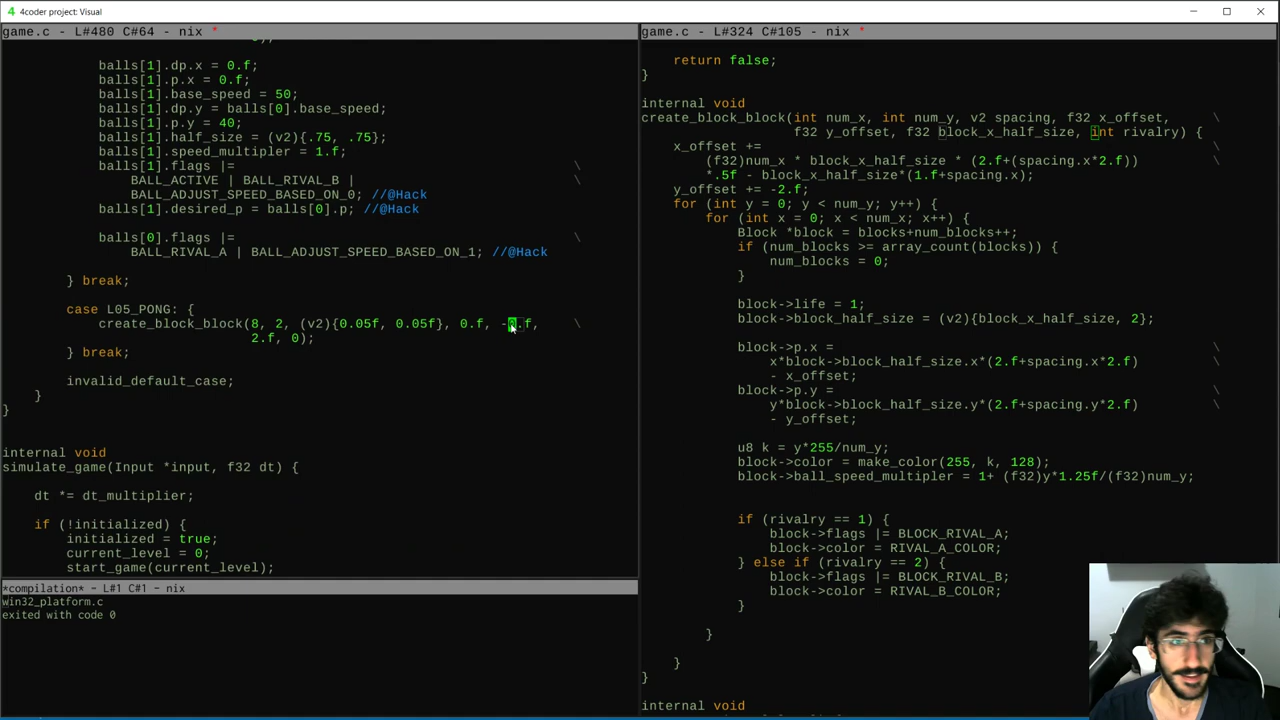 4 4coder project: Visual
game.c - L#480 C#64 - nix *
balls[1].dp.x = 0.f;
balls[1].p.x = 0.f;
balls[1].base_speed = 50;
balls[1].dp.y = balls[0].base_speed;
balls[1].p.y = 40;
balls[1].half_size = (v2){.75, .75};
balls[1].speed_multiplier = 1.f;
balls[1].flags |= \
BALL_ACTIVE | BALL_RIVAL_B | \
BALL_ADJUST_SPEED_BASED_ON_0; //@Hack
balls[1].desired_p = balls[0].p; //@Hack
balls[0].flags |= \
BALL_RIVAL_A | BALL_ADJUST_SPEED_BASED_ON_1; //@Hack
} break;
case L05_PONG: {
create_block_block(8, 2, (v2){0.05f, 0.05f}, 0.f, -0.f, \
2.f, 0);
} break;
invalid_default_case;
}
}
internal void
simulate_game(Input *input, f32 dt) {
dt *= dt_multiplier;
if (!initialized) {
initialized = true;
current_level = 0;
start_game(current_level);
*compilation* - L#1 C#1 - nix
win32_platform.c
exited with code 0
game.c - L#324 C#105 - nix *
return false;
}
internal void
create_block_block(int num_x, int num_y, v2 spacing, f32 x_offset, \
f32 y_offset, f32 block_x_half_size, int rivalry) {
x_offset += \
(f32)num_x * block_x_half_size * (2.f+(spacing.x*2.f)) \
*.5f - block_x_half_size*(1.f+spacing.x);
y_offset += -2.f;
for (int y = 0; y < num_y; y++) {
for (int x = 0; x < num_x; x++) {
Block *block = blocks+num_blocks++;
if (num_blocks >= array_count(blocks)) {
num_blocks = 0;
}
block->life = 1;
block->block_half_size = (v2){block_x_half_size, 2};
block->p.x = \
x*block->block_half_size.x*(2.f+spacing.x*2.f) \
- x_offset;
block->p.y = \
y*block->block_half_size.y*(2.f+spacing.y*2.f) \
- y_offset;
u8 k = y*255/num_y;
block->color = make_color(255, k, 128);
block->ball_speed_multiplier = 1+ (f32)y*1.25f/(f32)num_y;
if (rivalry == 1) {
block->flags |= BLOCK_RIVAL_A;
block->color = RIVAL_A_COLOR;
} else if (rivalry == 2) {
block->flags |= BLOCK_RIVAL_B;
block->color = RIVAL_B_COLOR;
}
}
}
}
internal void